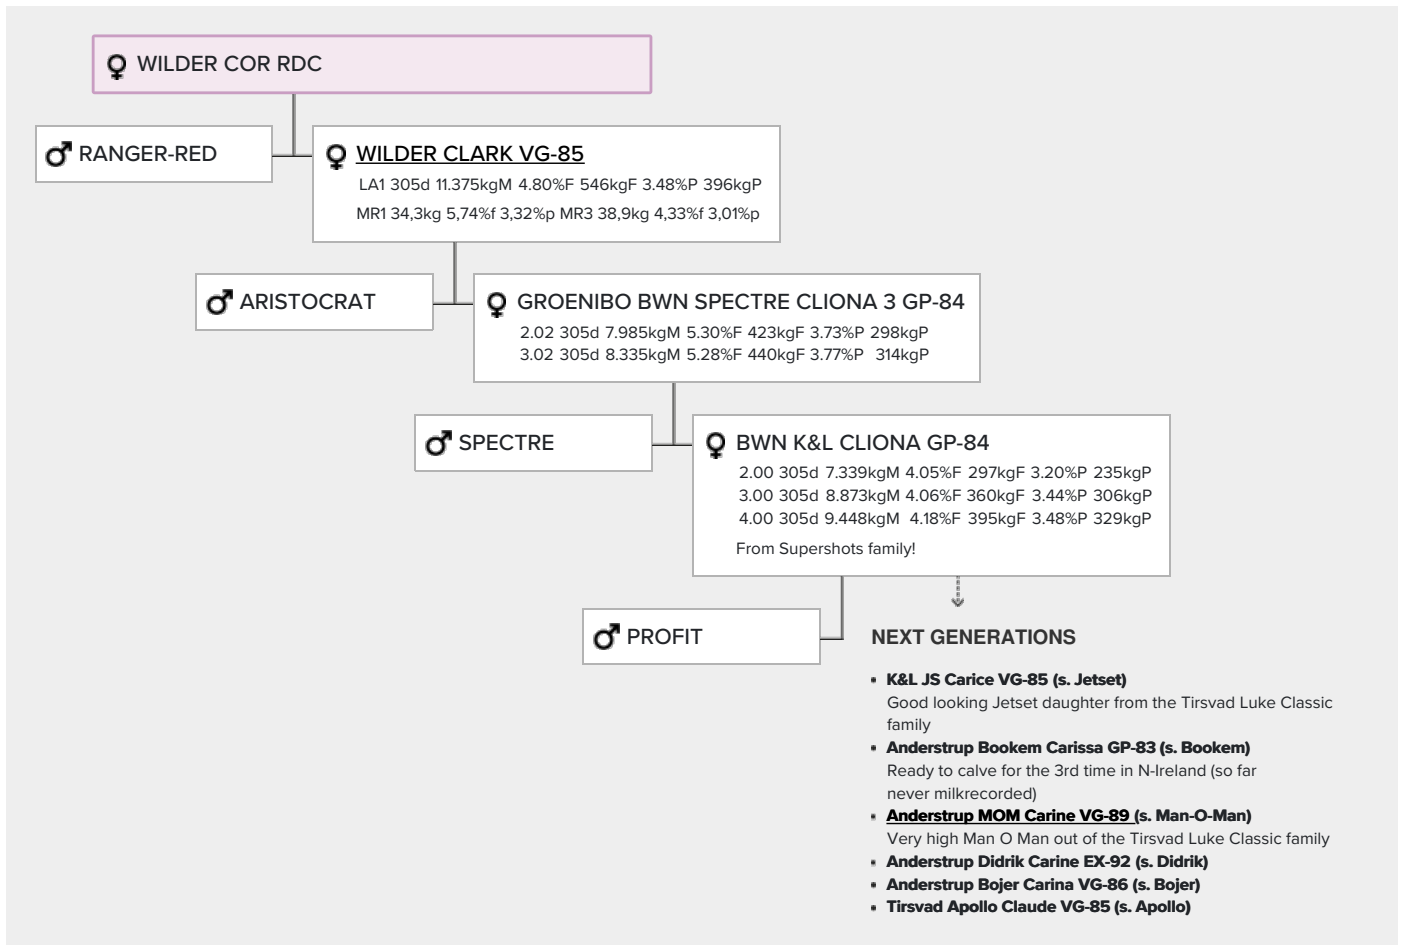 WILDER COR RDC
RANGER-RED
WILDER CLARK VG-85
LA1 305d 11.375kgM 4.80%F 546kgF 3.48%P 396kgP
MR1 34,3kg 5,74%f 3,32%p MR3 38,9kg 4,33%f 3,01%p
ARISTOCRAT
GROENIBO BWN SPECTRE CLIONA 3 GP-84
2.02 305d 7.985kgM 5.30%F 423kgF 3.73%P 298kgP
3.02 305d 8.335kgM 5.28%F 440kgF 3.77%P 314kgP
SPECTRE
BWN K&L CLIONA GP-84
2.00 305d 7.339kgM 4.05%F 297kgF 3.20%P 235kgP
3.00 305d 8.873kgM 4.06%F 360kgF 3.44%P 306kgP
4.00 305d 9.448kgM 4.18%F 395kgF 3.48%P 329kgP
From Supershots family!
PROFIT
NEXT GENERATIONS
K&L JS Carice VG-85 (s. Jetset)
Good looking Jetset daughter from the Tirsvad Luke Classic
family
Anderstrup Bookem Carissa GP-83 (s. Bookem)
Ready to calve for the 3rd time in N-Ireland (so far
never milkrecorded)
Anderstrup MOM Carine VG-89 (s. Man-O-Man)
Very high Man O Man out of the Tirsvad Luke Classic family
Anderstrup Didrik Carine EX-92 (s. Didrik)
Anderstrup Bojer Carina VG-86 (s. Bojer)
Tirsvad Apollo Claude VG-85 (s. Apollo)